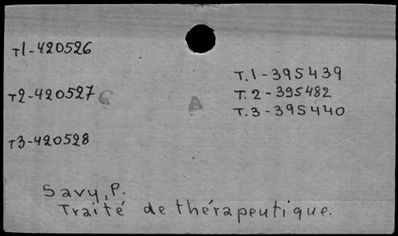 T1-420526
T2-420527 C
T3-420528
A
T.1-395439
T.2-395482
T.3-395440
Savy, P.
Traité de thérapeutique.